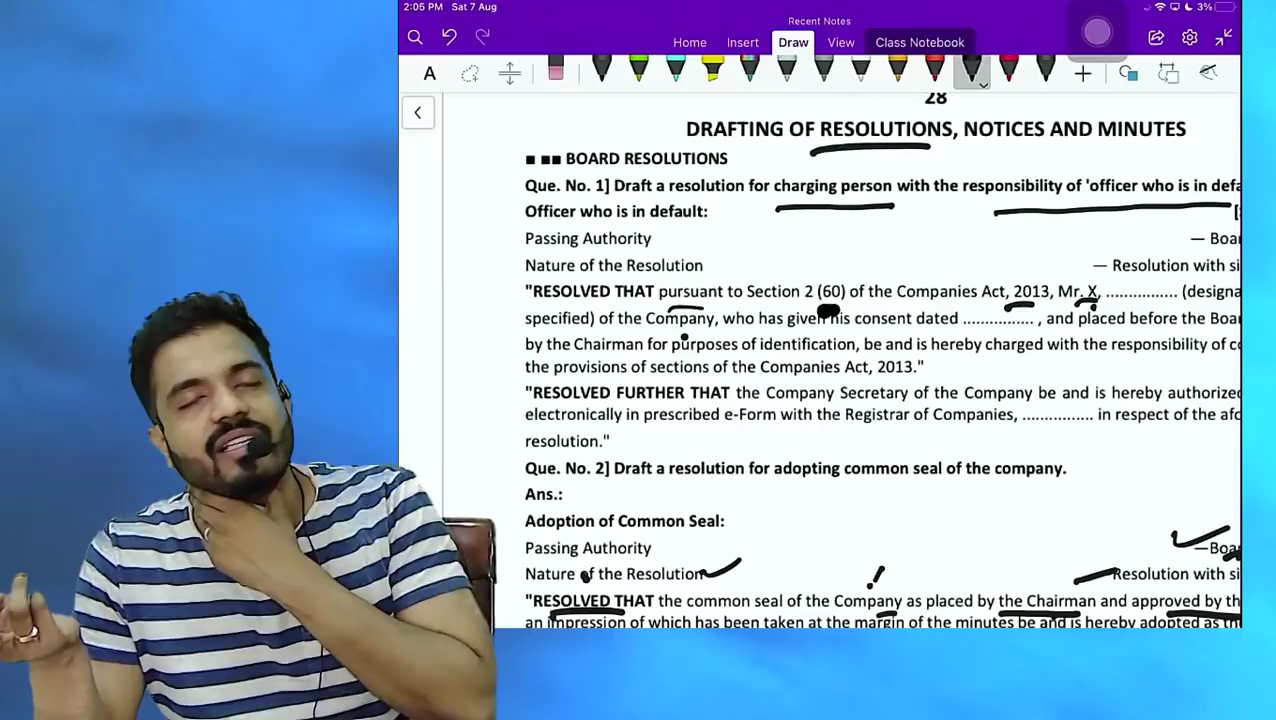 2:05 PM Sat 7 Aug
3%
Recent Notes
Home Insert Draw View Class Notebook
A
28
DRAFTING OF RESOLUTIONS, NOTICES AND MINUTES
■ ■■ BOARD RESOLUTIONS
Que. No. 1] Draft a resolution for charging person with the responsibility of 'officer who is in defa
Officer who is in default: [
Passing Authority — Boar
Nature of the Resolution — Resolution with si
"RESOLVED THAT pursuant to Section 2 (60) of the Companies Act, 2013, Mr. X, ................ (designa
specified) of the Company, who has given his consent dated ................ , and placed before the Boar
by the Chairman for purposes of identification, be and is hereby charged with the responsibility of c
the provisions of sections of the Companies Act, 2013."
"RESOLVED FURTHER THAT the Company Secretary of the Company be and is hereby authorized
electronically in prescribed e-Form with the Registrar of Companies, ................ in respect of the afo
resolution."
Que. No. 2] Draft a resolution for adopting common seal of the company.
Ans.:
Adoption of Common Seal:
Passing Authority —Boar
Nature of the Resolution Resolution with si
"RESOLVED THAT the common seal of the Company as placed by the Chairman and approved by th
an impression of which has been taken at the margin of the minutes be and is hereby adopted as th